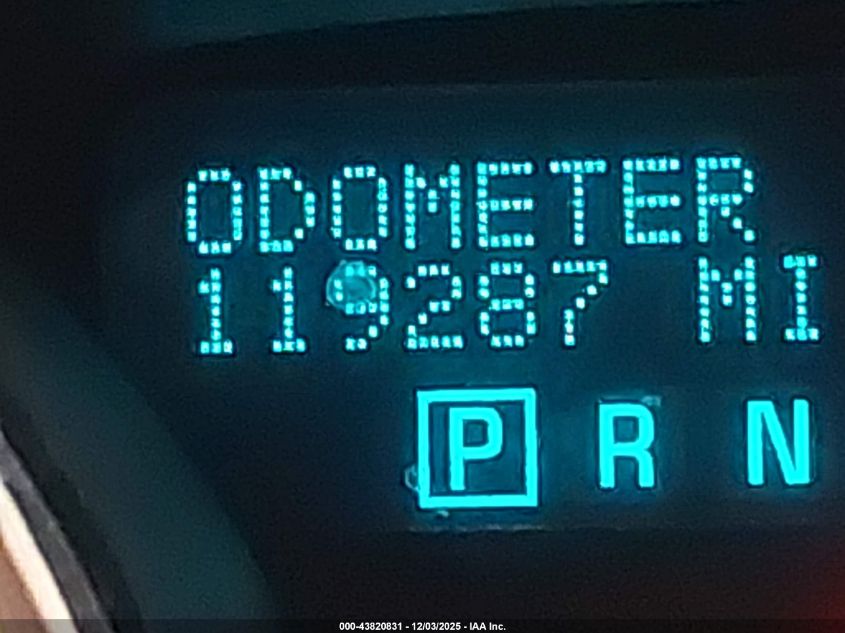 ODOMETER
119287 MI
P R N
000-43820831 - 12/03/2025 - IAA Inc.